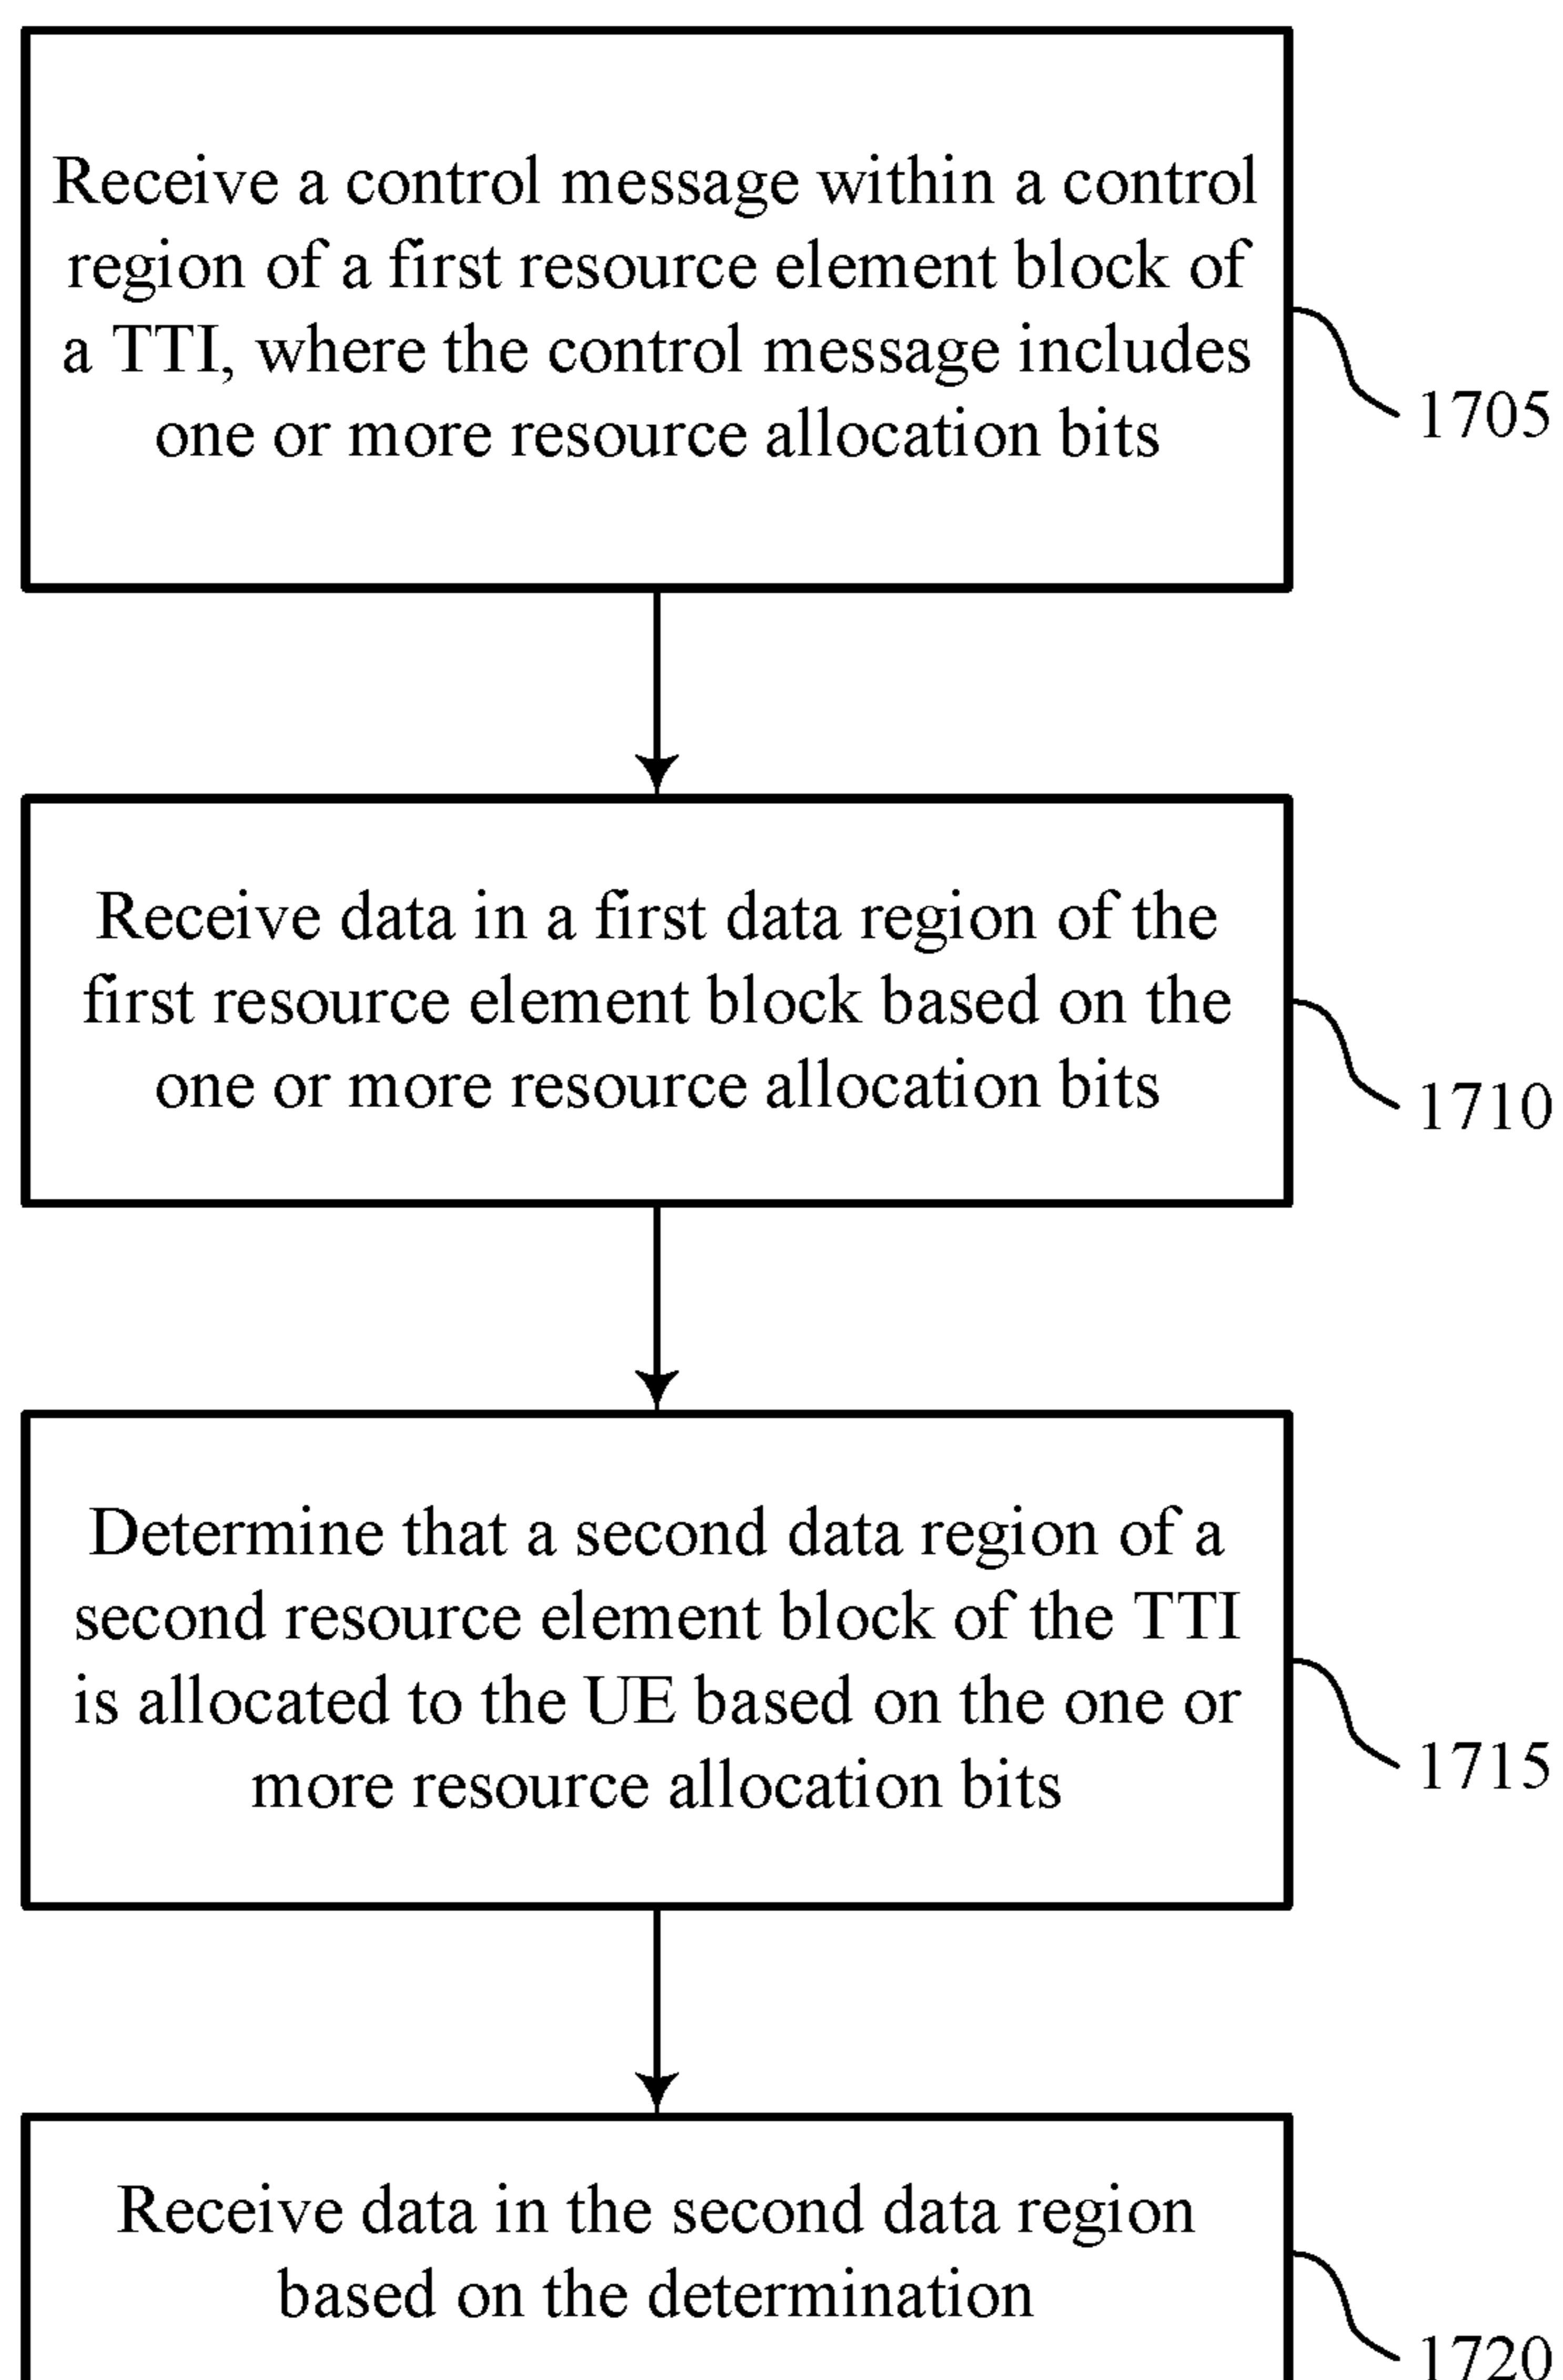 Receive a control message within a control
region of a first resource element block of
a TTI, where the control message includes
one or more resource allocation bits
1705
Receive data in a first data region of the
first resource element block based on the
one or more resource allocation bits
1710
Determine that a second data region of a
second resource element block of the TTI
is allocated to the UE based on the one or
more resource allocation bits
1715
Receive data in the second data region
based on the determination
1720